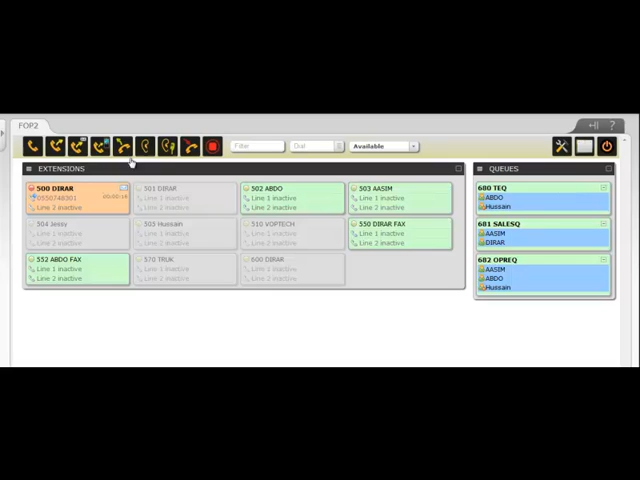 FOP2
?
Filter
Dial
Available
EXTENSIONS
QUEUES
500 DIRAR
0550748301
Line 2 inactive
501 DIRAR
Line 1 inactive
Line 2 inactive
502 ABDO
Line 1 inactive
Line 2 inactive
503 AASIM
Line 1 inactive
Line 2 inactive
504 Jessy
Line 1 inactive
Line 2 inactive
505 Hussain
Line 1 inactive
Line 2 inactive
510 VOPTECH
Line 1 inactive
Line 2 inactive
550 DIRAR FAX
Line 1 inactive
Line 2 inactive
552 ABDO FAX
Line 1 inactive
Line 2 inactive
570 TRUK
Line 1 inactive
Line 2 inactive
600 DIRAR
Line 1 inactive
Line 2 inactive
680 TEQ
ABDO
Hussain
681 SALESQ
AASIM
DIRAR
682 OPREQ
AASIM
ABDO
Hussain